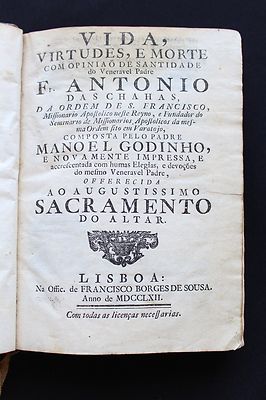 VIDA,
VIRTUDES, E MORTE
COM OPINIAÕ DE SANTIDADE
do Veneravel Padre
Fr. ANTONIO
DAS CHAHAS,
DA ORDEM DE S. FRANCISCO,
Missionario Apostolico neste Reyno, e Fundador do
Seminario de Missionarios Apostolicos da mes-
ma Ordem sito em Varatojo,
COMPOSTA PELO PADRE
MANOEL GODINHO,
E NOVAMENTE IMPRESSA, E
accrescentada com humas Elegias, e devoções
do mesmo Veneravel Padre,
OFFERECIDA
AO AUGUSTISSIMO
SACRAMENTO
DO ALTAR.
LISBOA:
Na Offic. de FRANCISCO BORGES DE SOUSA.
Anno de MDCCLXII.
Com todas as licenças necessarias.